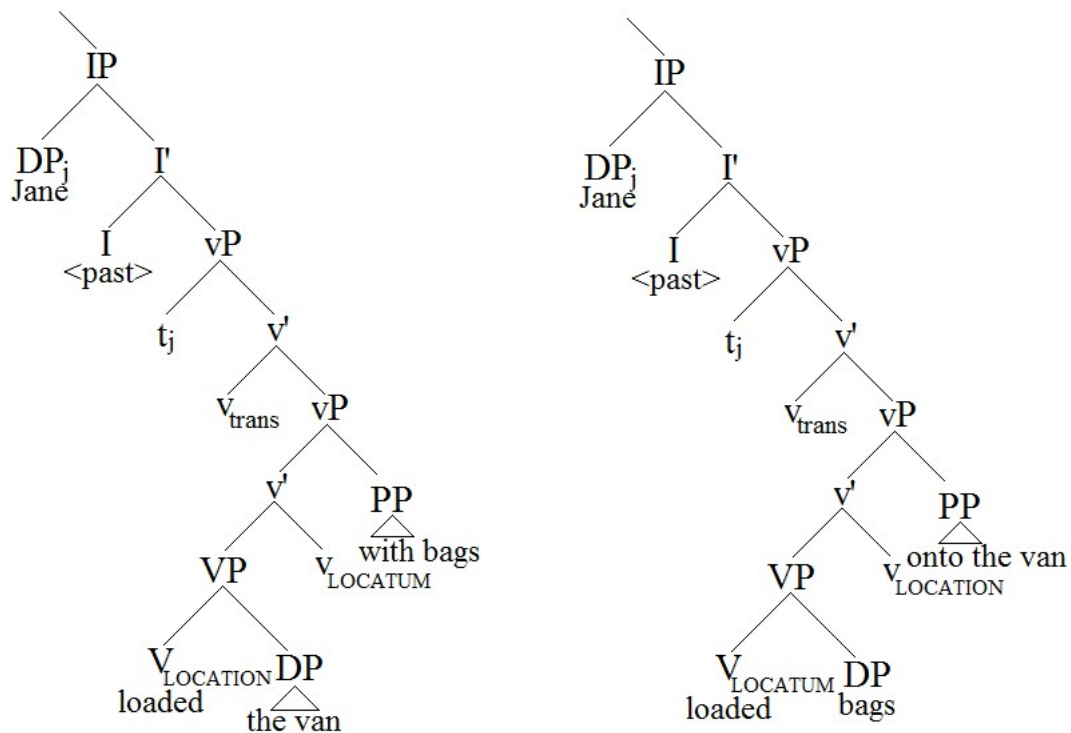 IP
DPj
Jane
I'
I
<past>
vP
tj
v'
vtrans
vP
v'
PP
with bags
VP
vLOCATUM
VLOCATION
loaded
DP
the van
IP
DPj
Jane
I'
I
<past>
vP
tj
v'
vtrans
vP
v'
PP
onto the van
VP
vLOCATION
VLOCATUM
loaded
DP
bags